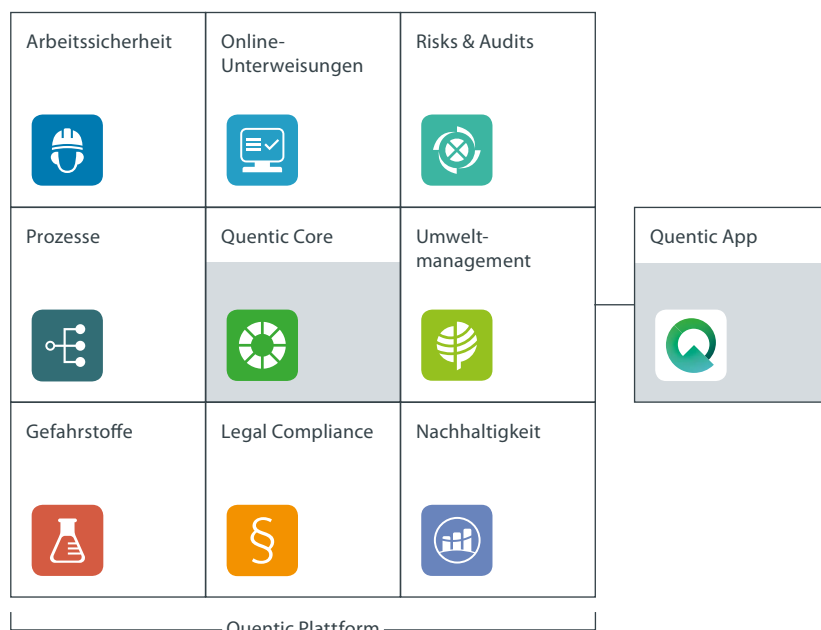 Arbeitssicherheit
Online-
Unterweisungen
Risks & Audits
Prozesse
Quentic Core
Umwelt-
management
Quentic App
Gefahrstoffe
Legal Compliance
§
Nachhaltigkeit
Quentic Plattform